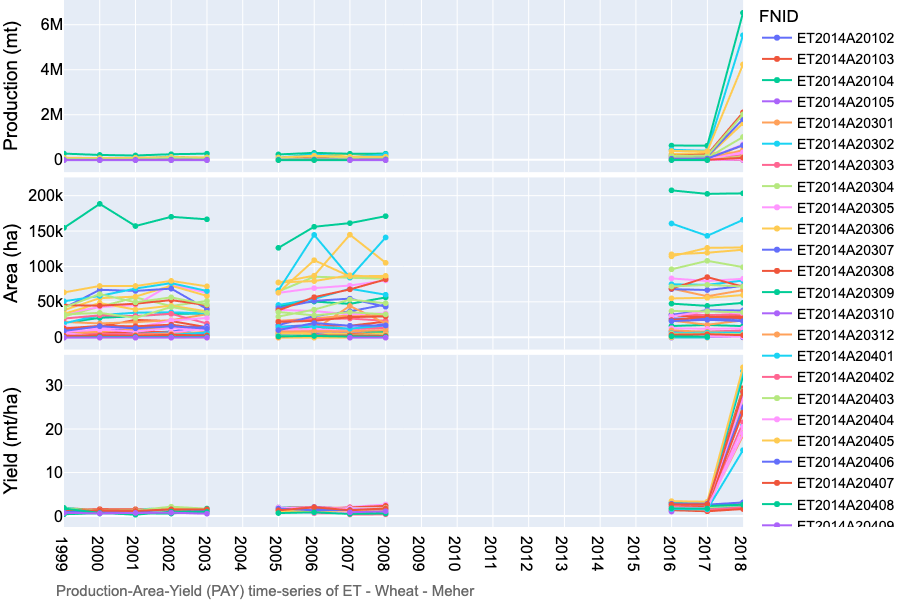 Production (mt)
6M
4M
2M
0
Area (ha)
200k
150k
100k
50k
0
Yield (mt/ha)
30
20
10
0
1999 2000 2001 2002 2003 2004 2005 2006 2007 2008 2009 2010 2011 2012 2013 2014 2015 2016 2017 2018
Production-Area-Yield (PAY) time-series of ET - Wheat - Meher
FNID
ET2014A20102
ET2014A20103
ET2014A20104
ET2014A20105
ET2014A20301
ET2014A20302
ET2014A20303
ET2014A20304
ET2014A20305
ET2014A20306
ET2014A20307
ET2014A20308
ET2014A20309
ET2014A20310
ET2014A20312
ET2014A20401
ET2014A20402
ET2014A20403
ET2014A20404
ET2014A20405
ET2014A20406
ET2014A20407
ET2014A20408
ET2014A20409